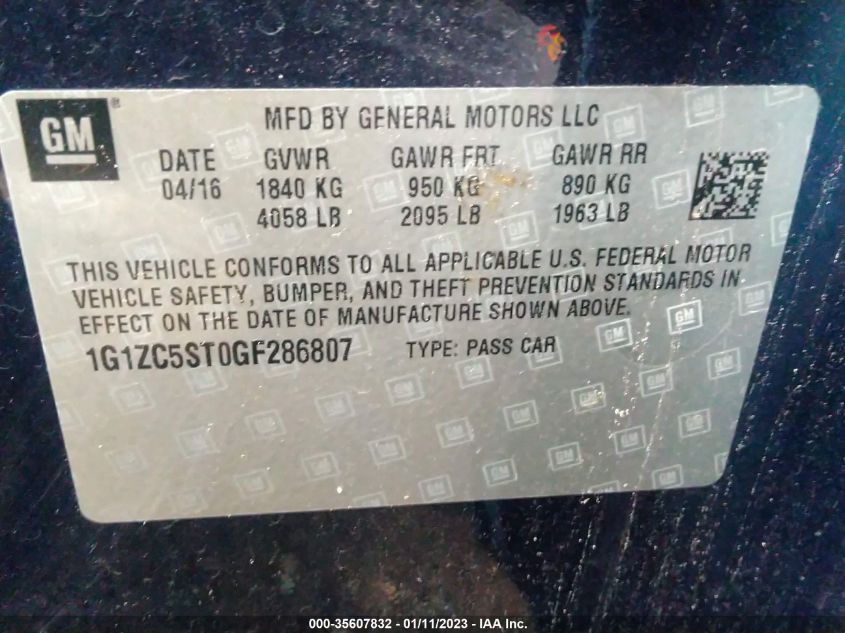 GM ®
MFD BY GENERAL MOTORS LLC
DATE GVWR GAWR FRT GAWR RR
04/16 1840 KG 950 KG 890 KG
4058 LB 2095 LB 1963 LB
THIS VEHICLE CONFORMS TO ALL APPLICABLE U.S. FEDERAL MOTOR
VEHICLE SAFETY, BUMPER, AND THEFT PREVENTION STANDARDS IN
EFFECT ON THE DATE OF MANUFACTURE SHOWN ABOVE.
1G1ZC5ST0GF286807 TYPE: PASS CAR
000-35607832 - 01/11/2023 - IAA Inc.